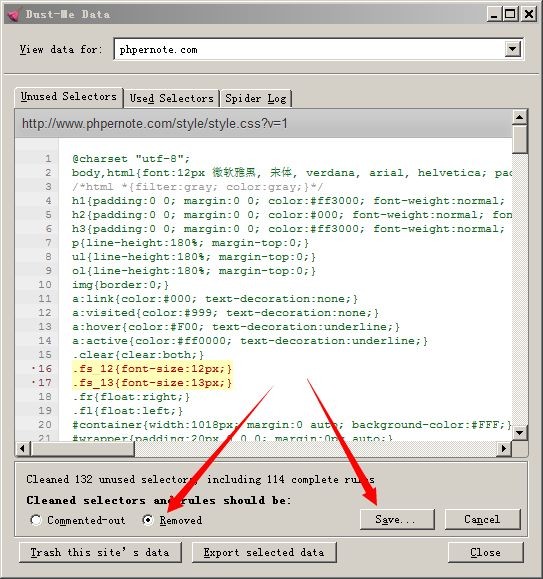 Dust-Me Data
View data for: phpernote.com
Unused Selectors Used Selectors Spider Log
http://www.phpernote.com/style/style.css?v=1
1 @charset "utf-8";
2 body,html{font:12px 微软雅黑, 宋体, verdana, arial, helvetica; pad
3 /*html *{filter:gray; color:gray;}*/
4 h1{padding:0 0; margin:0 0; color:#ff3000; font-weight:normal;
5 h2{padding:0 0; margin:0 0; color:#000; font-weight:normal; fon
6 h3{padding:0 0; margin:0 0; color:#ff3000; font-weight:normal;
7 p{line-height:180%; margin-top:0;}
8 ul{line-height:180%; margin-top:0;}
9 ol{line-height:180%; margin-top:0;}
10 img{border:0;}
11 a:link{color:#000; text-decoration:none;}
12 a:visited{color:#999; text-decoration:none;}
13 a:hover{color:#F00; text-decoration:underline;}
14 a:active{color:#ff0000; text-decoration:underline;}
15 .clear{clear:both;}
16 .fs_12{font-size:12px;}
17 .fs_13{font-size:13px;}
18 .fr{float:right;}
19 .fl{float:left;}
20 #container{width:1018px; margin:0 auto; background-color:#FFF;}
21 #wrapper{padding:20px 0 0 0; margin:0px auto;}
Cleaned 132 unused selectors, including 114 complete rules
Cleaned selectors and rules should be:
Commented-out Removed Save... Cancel
Trash this site's data Export selected data Close